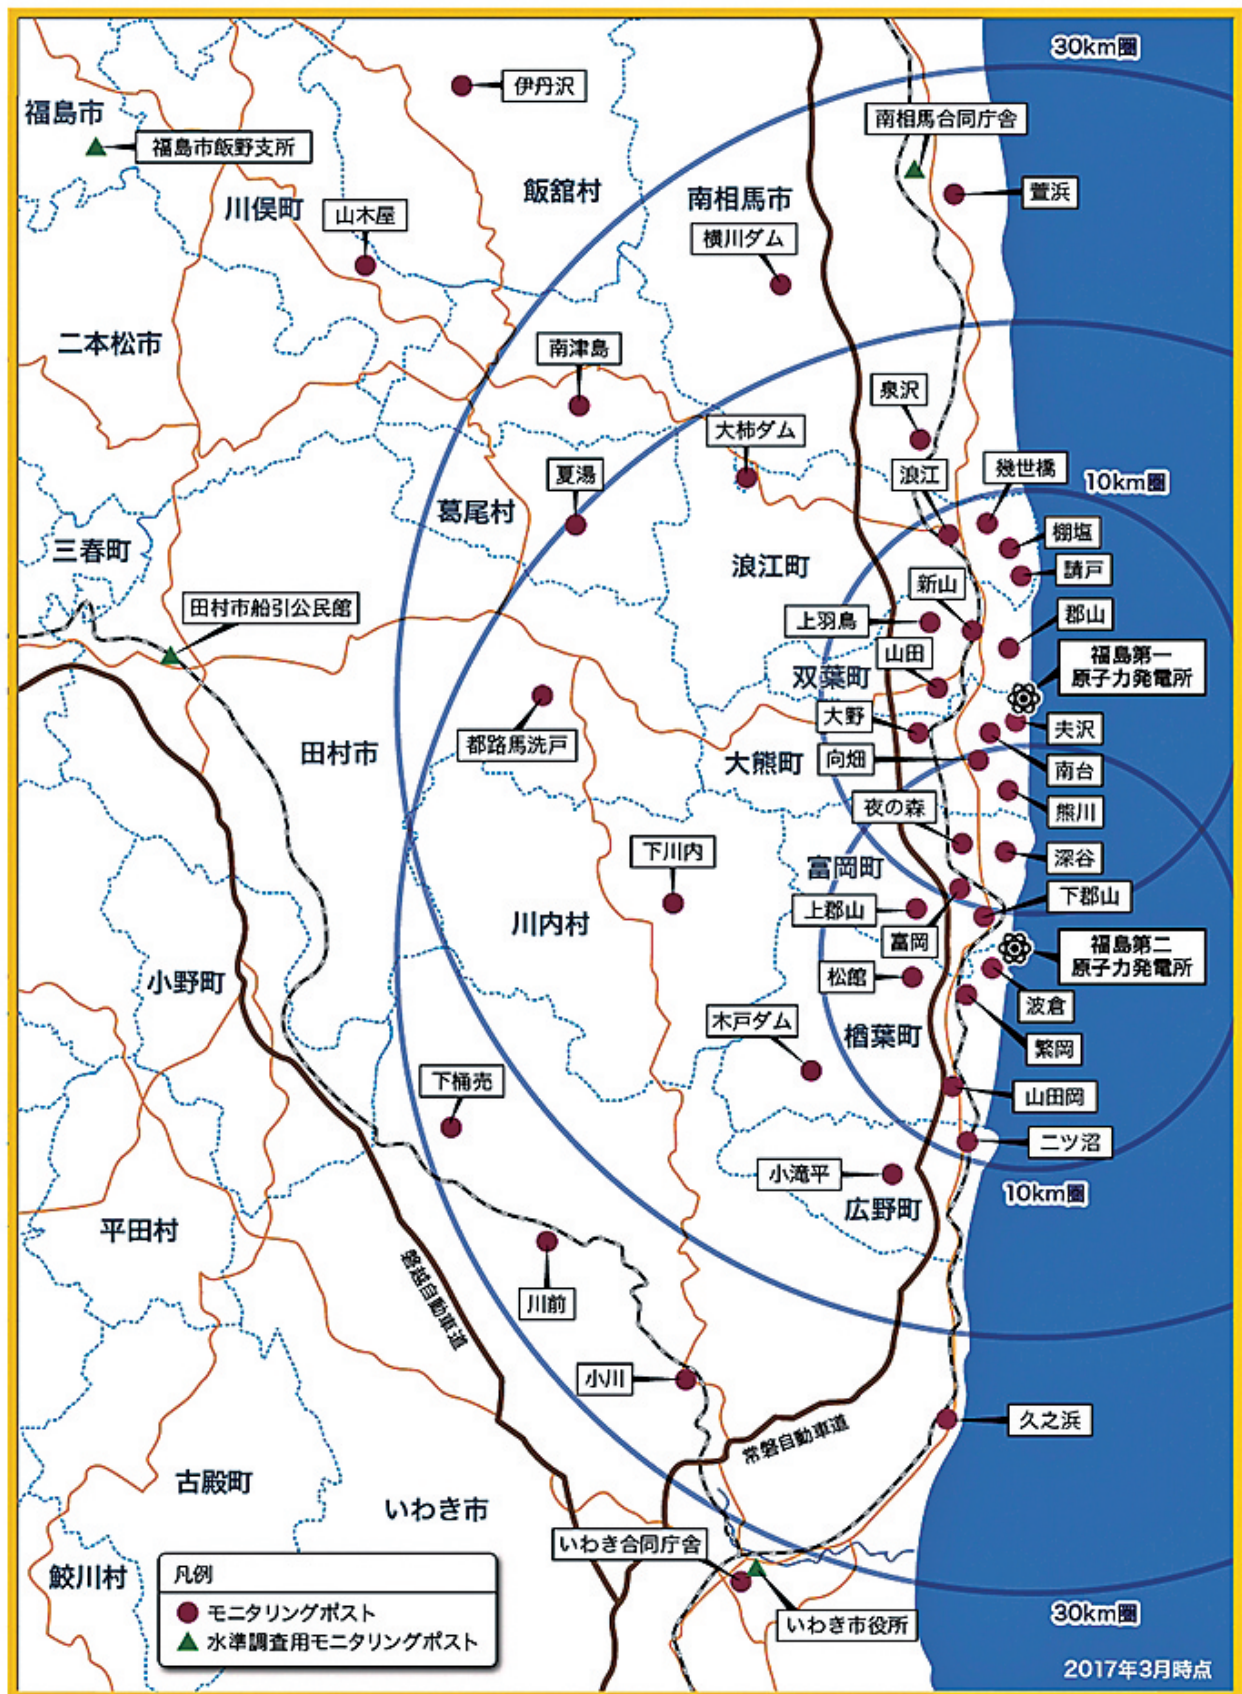 30km圏
伊丹沢
福島市
南相馬合同庁舎
福島市飯野支所
飯舘村
南相馬市
萱浜
川俣町
山木屋
横川ダム
二本松市
南津島
泉沢
大柿ダム
夏湯
浪江
幾世橋
10km圏
葛尾村
棚塩
三春町
浪江町
新山
請戸
田村市船引公民館
上羽鳥
郡山
山田
福島第一
原子力発電所
双葉町
大野
夫沢
都路馬洗戸
田村市
大熊町
向畑
南台
夜の森
熊川
下川内
富岡町
深谷
下郡山
上郡山
川内村
富岡
福島第二
原子力発電所
小野町
松館
波倉
木戸ダム
楢葉町
繁岡
下桶売
山田岡
二ツ沼
小滝平
10km圏
平田村
広野町
磐越自動車道
川前
小川
久之浜
常磐自動車道
古殿町
いわき市
いわき合同庁舎
鮫川村
凡例
モニタリングポスト
水準調査用モニタリングポスト
いわき市役所
30km圏
2017年3月時点